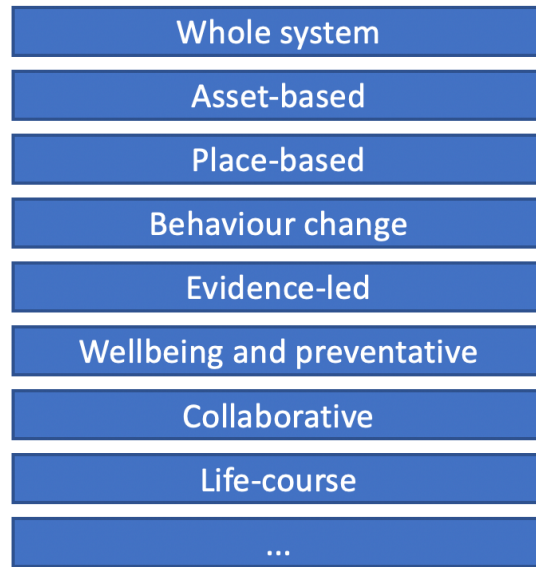 Whole system
Asset-based
Place-based
Behaviour change
Evidence-led
Wellbeing and preventative
Collaborative
Life-course
...